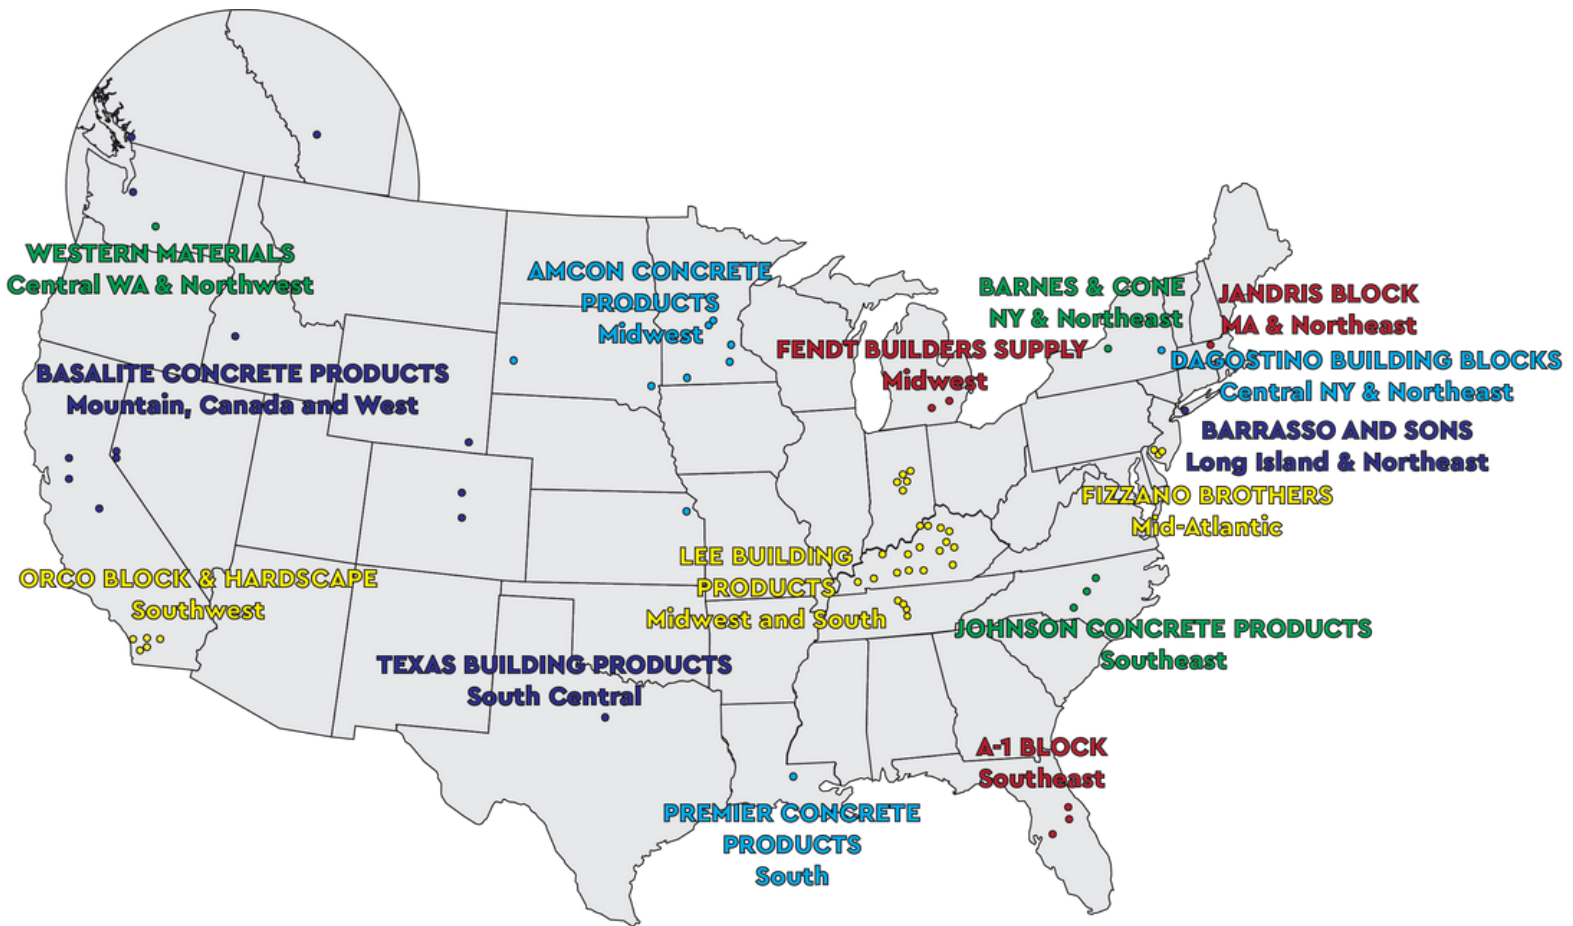 WESTERN MATERIALS
Central WA & Northwest
AMCON CONCRETE
PRODUCTS
Midwest
BARNES & CONE
NY & Northeast
JANDRIS BLOCK
MA & Northeast
FENDT BUILDERS SUPPLY
Midwest
DAGOSTINO BUILDING BLOCKS
Central NY & Northeast
BASALITE CONCRETE PRODUCTS
Mountain, Canada and West
BARRASSO AND SONS
Long Island & Northeast
FIZZANO BROTHERS
Mid-Atlantic
LEE BUILDING
PRODUCTS
Midwest and South
ORCO BLOCK & HARDSCAPE
Southwest
JOHNSON CONCRETE PRODUCTS
Southeast
TEXAS BUILDING PRODUCTS
South Central
A-1 BLOCK
Southeast
PREMIER CONCRETE
PRODUCTS
South